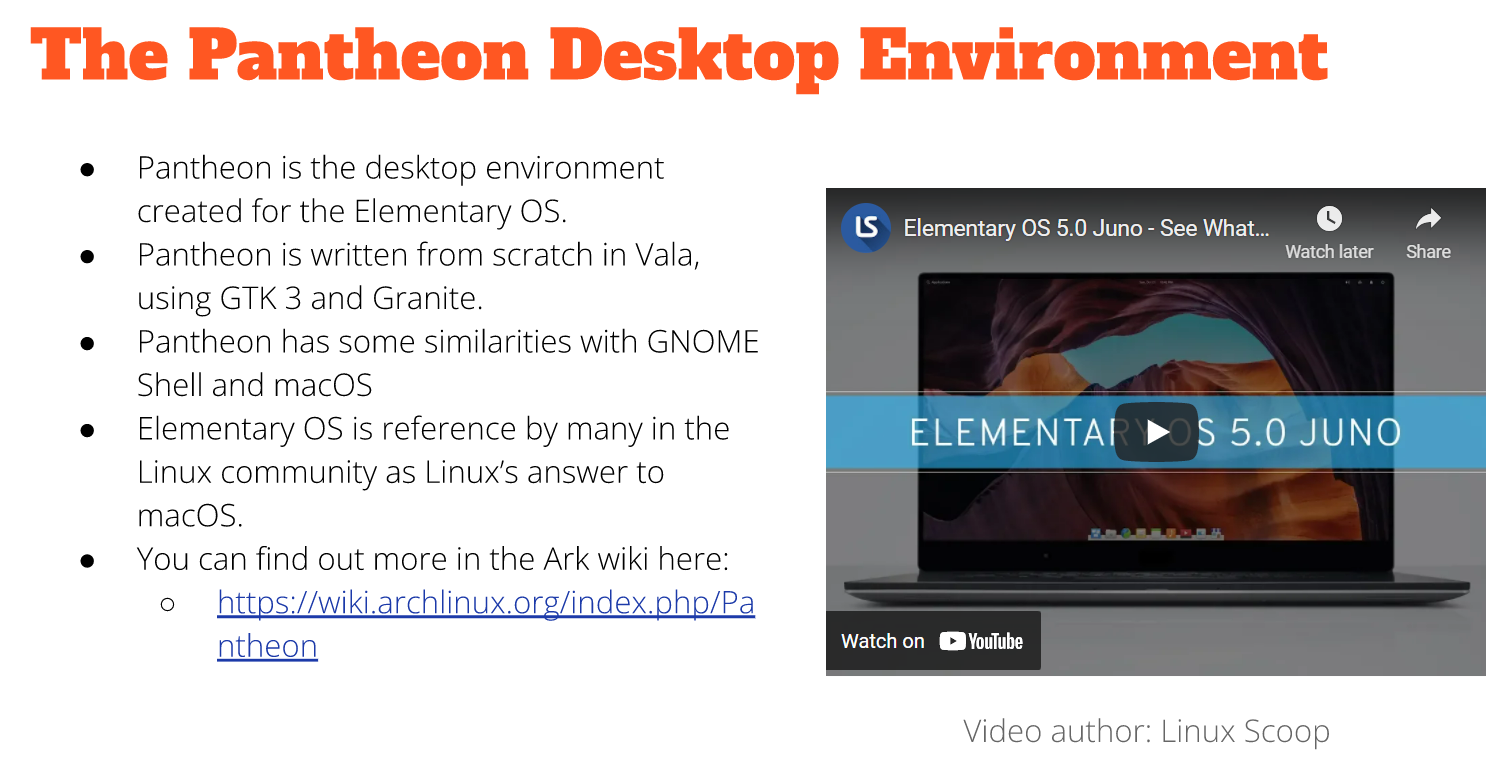 The Pantheon Desktop Environment
● Pantheon is the desktop environment
created for the Elementary OS.
● Pantheon is written from scratch in Vala,
using GTK 3 and Granite.
● Pantheon has some similarities with GNOME
Shell and macOS
● Elementary OS is reference by many in the
Linux community as Linux’s answer to
macOS.
● You can find out more in the Ark wiki here:
○ https://wiki.archlinux.org/index.php/Pa
ntheon
LS
Elementary OS 5.0 Juno - See What...
Watch later
Share
ELEMENTARY OS 5.0 JUNO
Watch on YouTube
Video author: Linux Scoop